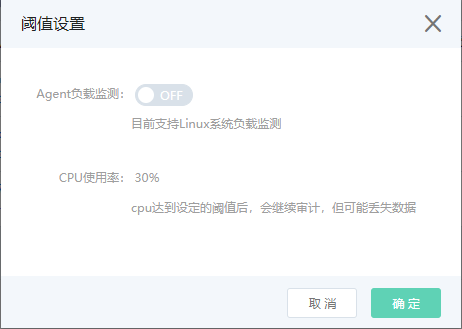 阈值设置
Agent负载监测： OFF
目前支持Linux系统负载监测
CPU使用率： 30%
cpu达到设定的阈值后，会继续审计，但可能丢失数据
取 消 确 定